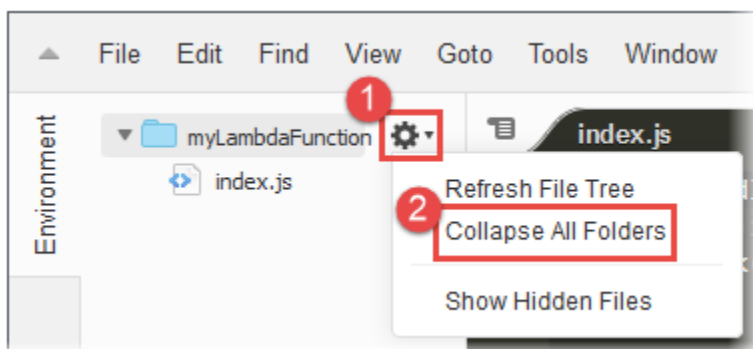 File Edit Find View Goto Tools Window
1
Environment
myLambdaFunction
index.js
index.js
Refresh File Tree
2
Collapse All Folders
Show Hidden Files